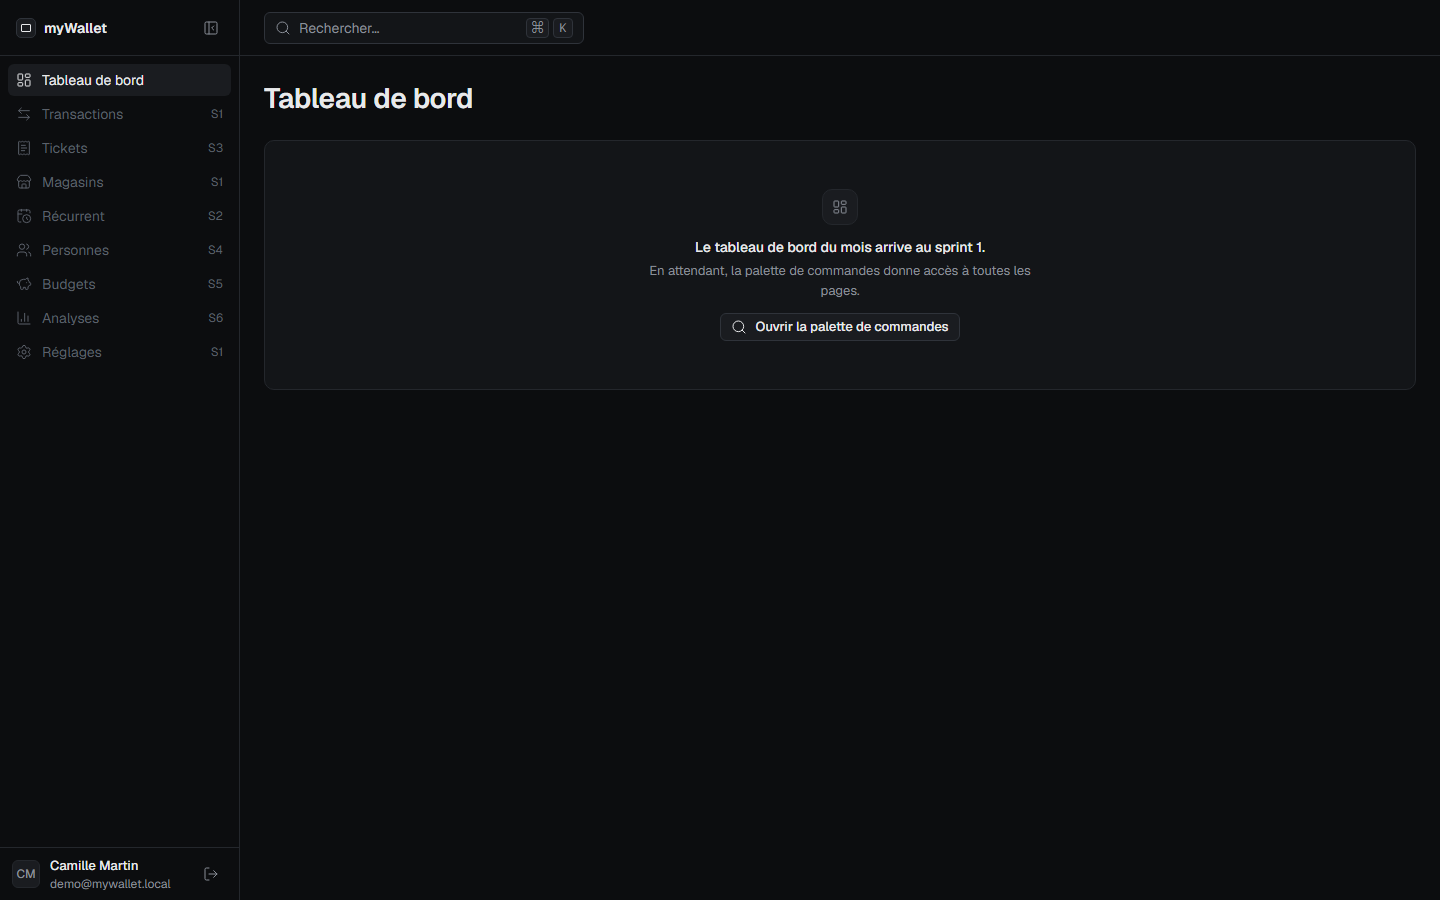 myWallet
Rechercher...
⌘ K
Tableau de bord
Transactions S1
Tickets S3
Magasins S1
Récurrent S2
Personnes S4
Budgets S5
Analyses S6
Réglages S1
Tableau de bord
Le tableau de bord du mois arrive au sprint 1.
En attendant, la palette de commandes donne accès à toutes les
pages.
Ouvrir la palette de commandes
CM
Camille Martin
demo@mywallet.local